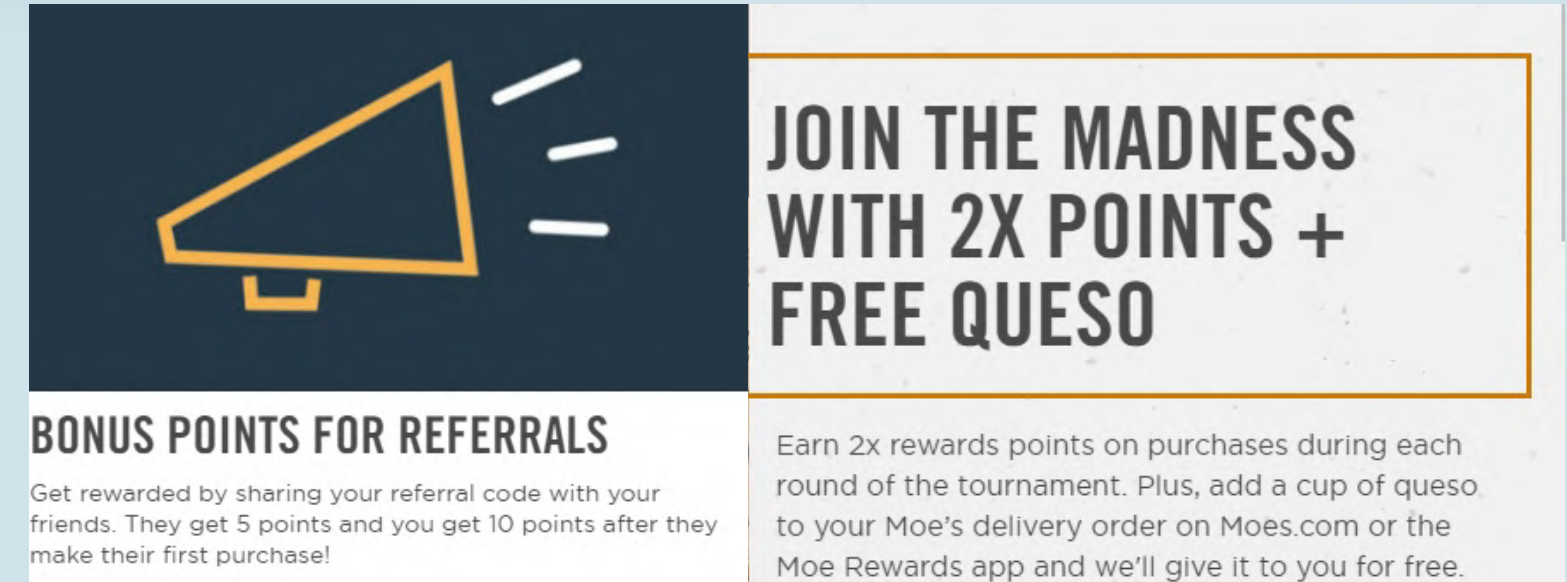 BONUS POINTS FOR REFERRALS
Get rewarded by sharing your referral code with your
friends. They get 5 points and you get 10 points after they
make their first purchase!
JOIN THE MADNESS
WITH 2X POINTS +
FREE QUESO
Earn 2x rewards points on purchases during each
round of the tournament. Plus, add a cup of queso
to your Moe's delivery order on Moes.com or the
Moe Rewards app and we'll give it to you for free.